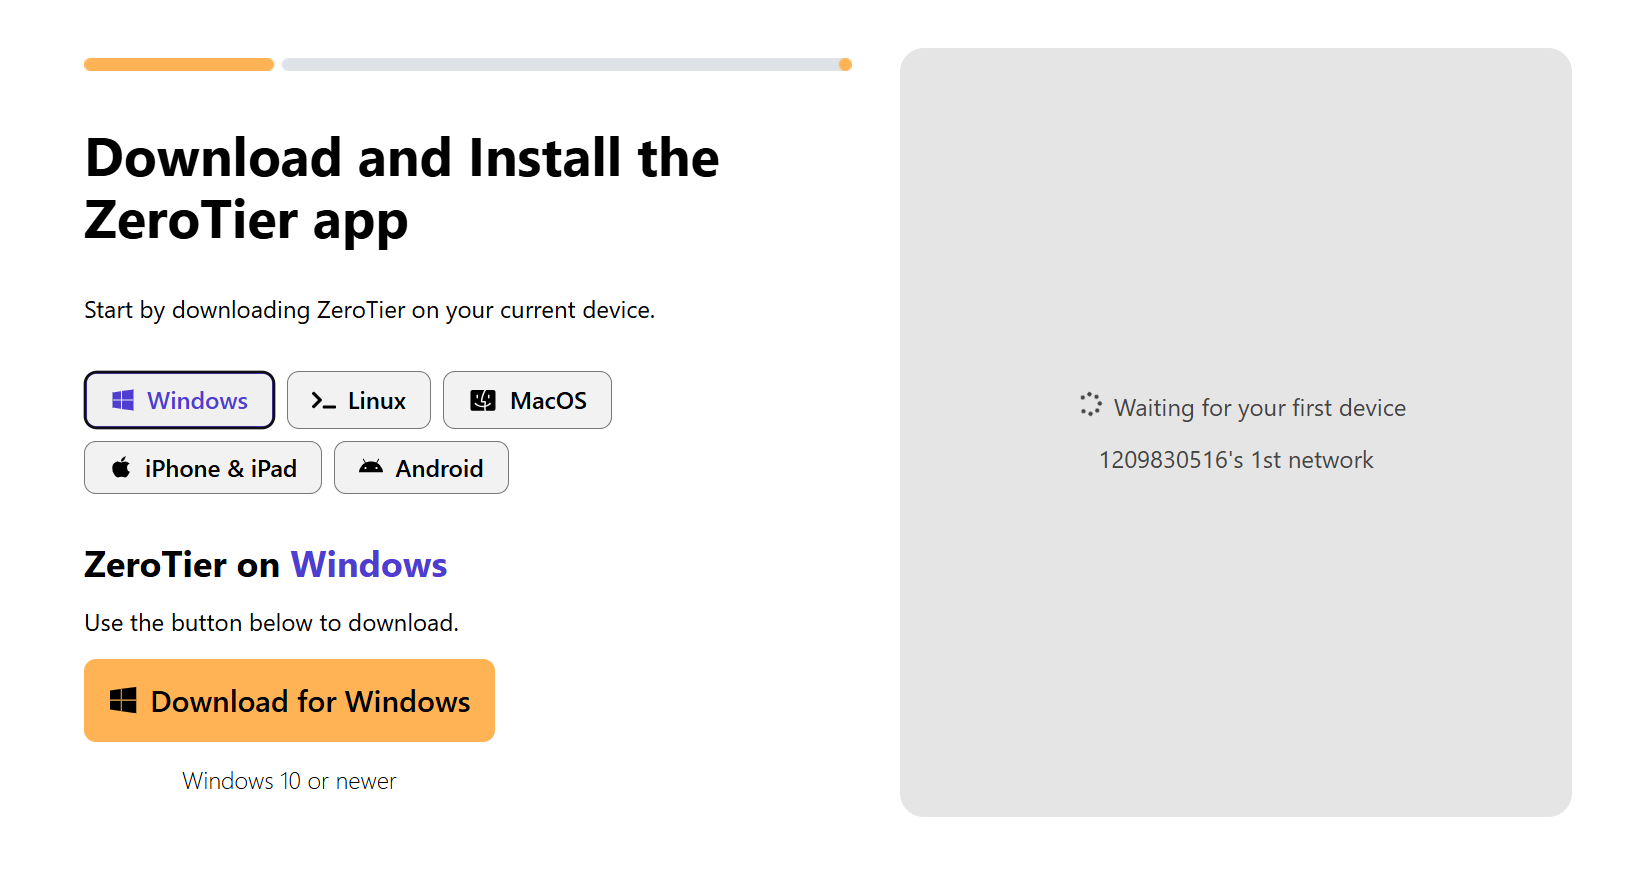 Download and Install the
ZeroTier app
Start by downloading ZeroTier on your current device.
Windows
Linux
MacOS
iPhone & iPad
Android
ZeroTier on Windows
Use the button below to download.
Download for Windows
Windows 10 or newer
Waiting for your first device
1209830516's 1st network